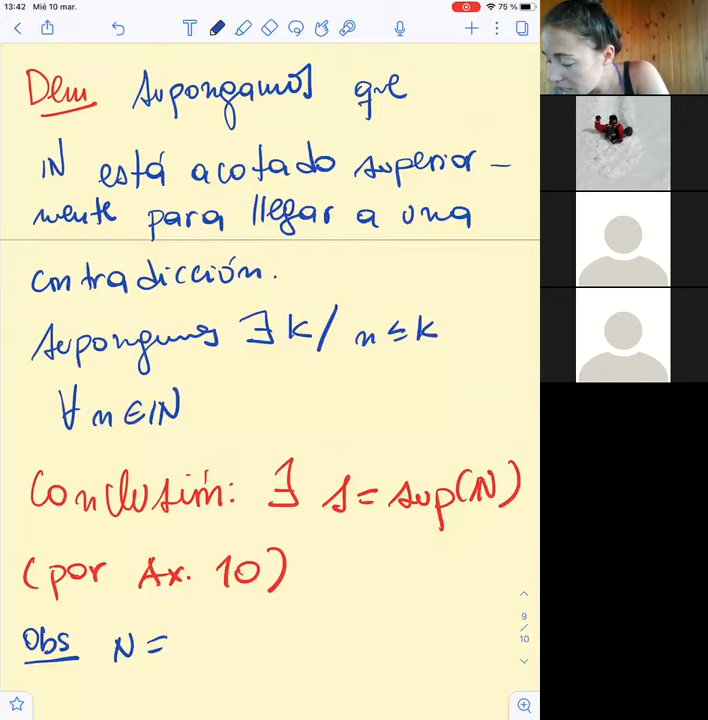 13:42 Mié 10 mar.
75 %
Dem Supongamos que
ℕ está acotado superior-
mente para llegar a una
contradicción.
Supongamos ∃ k / n ≤ k
∀ n ∈ ℕ
Conclusión: ∃ s = sup(N)
(por Ax. 10)
9
/
10
Obs N =